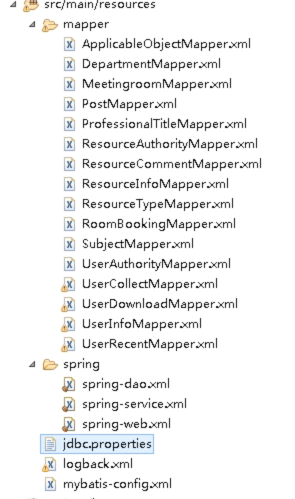 src/main/resources
mapper
ApplicableObjectMapper.xml
DepartmentMapper.xml
MeetingroomMapper.xml
PostMapper.xml
ProfessionalTitleMapper.xml
ResourceAuthorityMapper.xml
ResourceCommentMapper.xml
ResourceInfoMapper.xml
ResourceTypeMapper.xml
RoomBookingMapper.xml
SubjectMapper.xml
UserAuthorityMapper.xml
UserCollectMapper.xml
UserDownloadMapper.xml
UserInfoMapper.xml
UserRecentMapper.xml
spring
spring-dao.xml
spring-service.xml
spring-web.xml
jdbc.properties
logback.xml
mybatis-config.xml